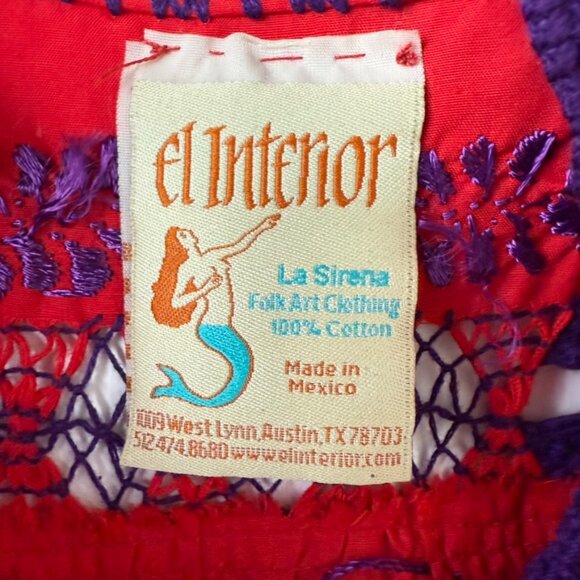 El Interior
La Sirena
Folk Art Clothing
100% Cotton
Made in
Mexico
1009 West Lynn, Austin, TX 78703
512.474.8680 www.elinterior.com